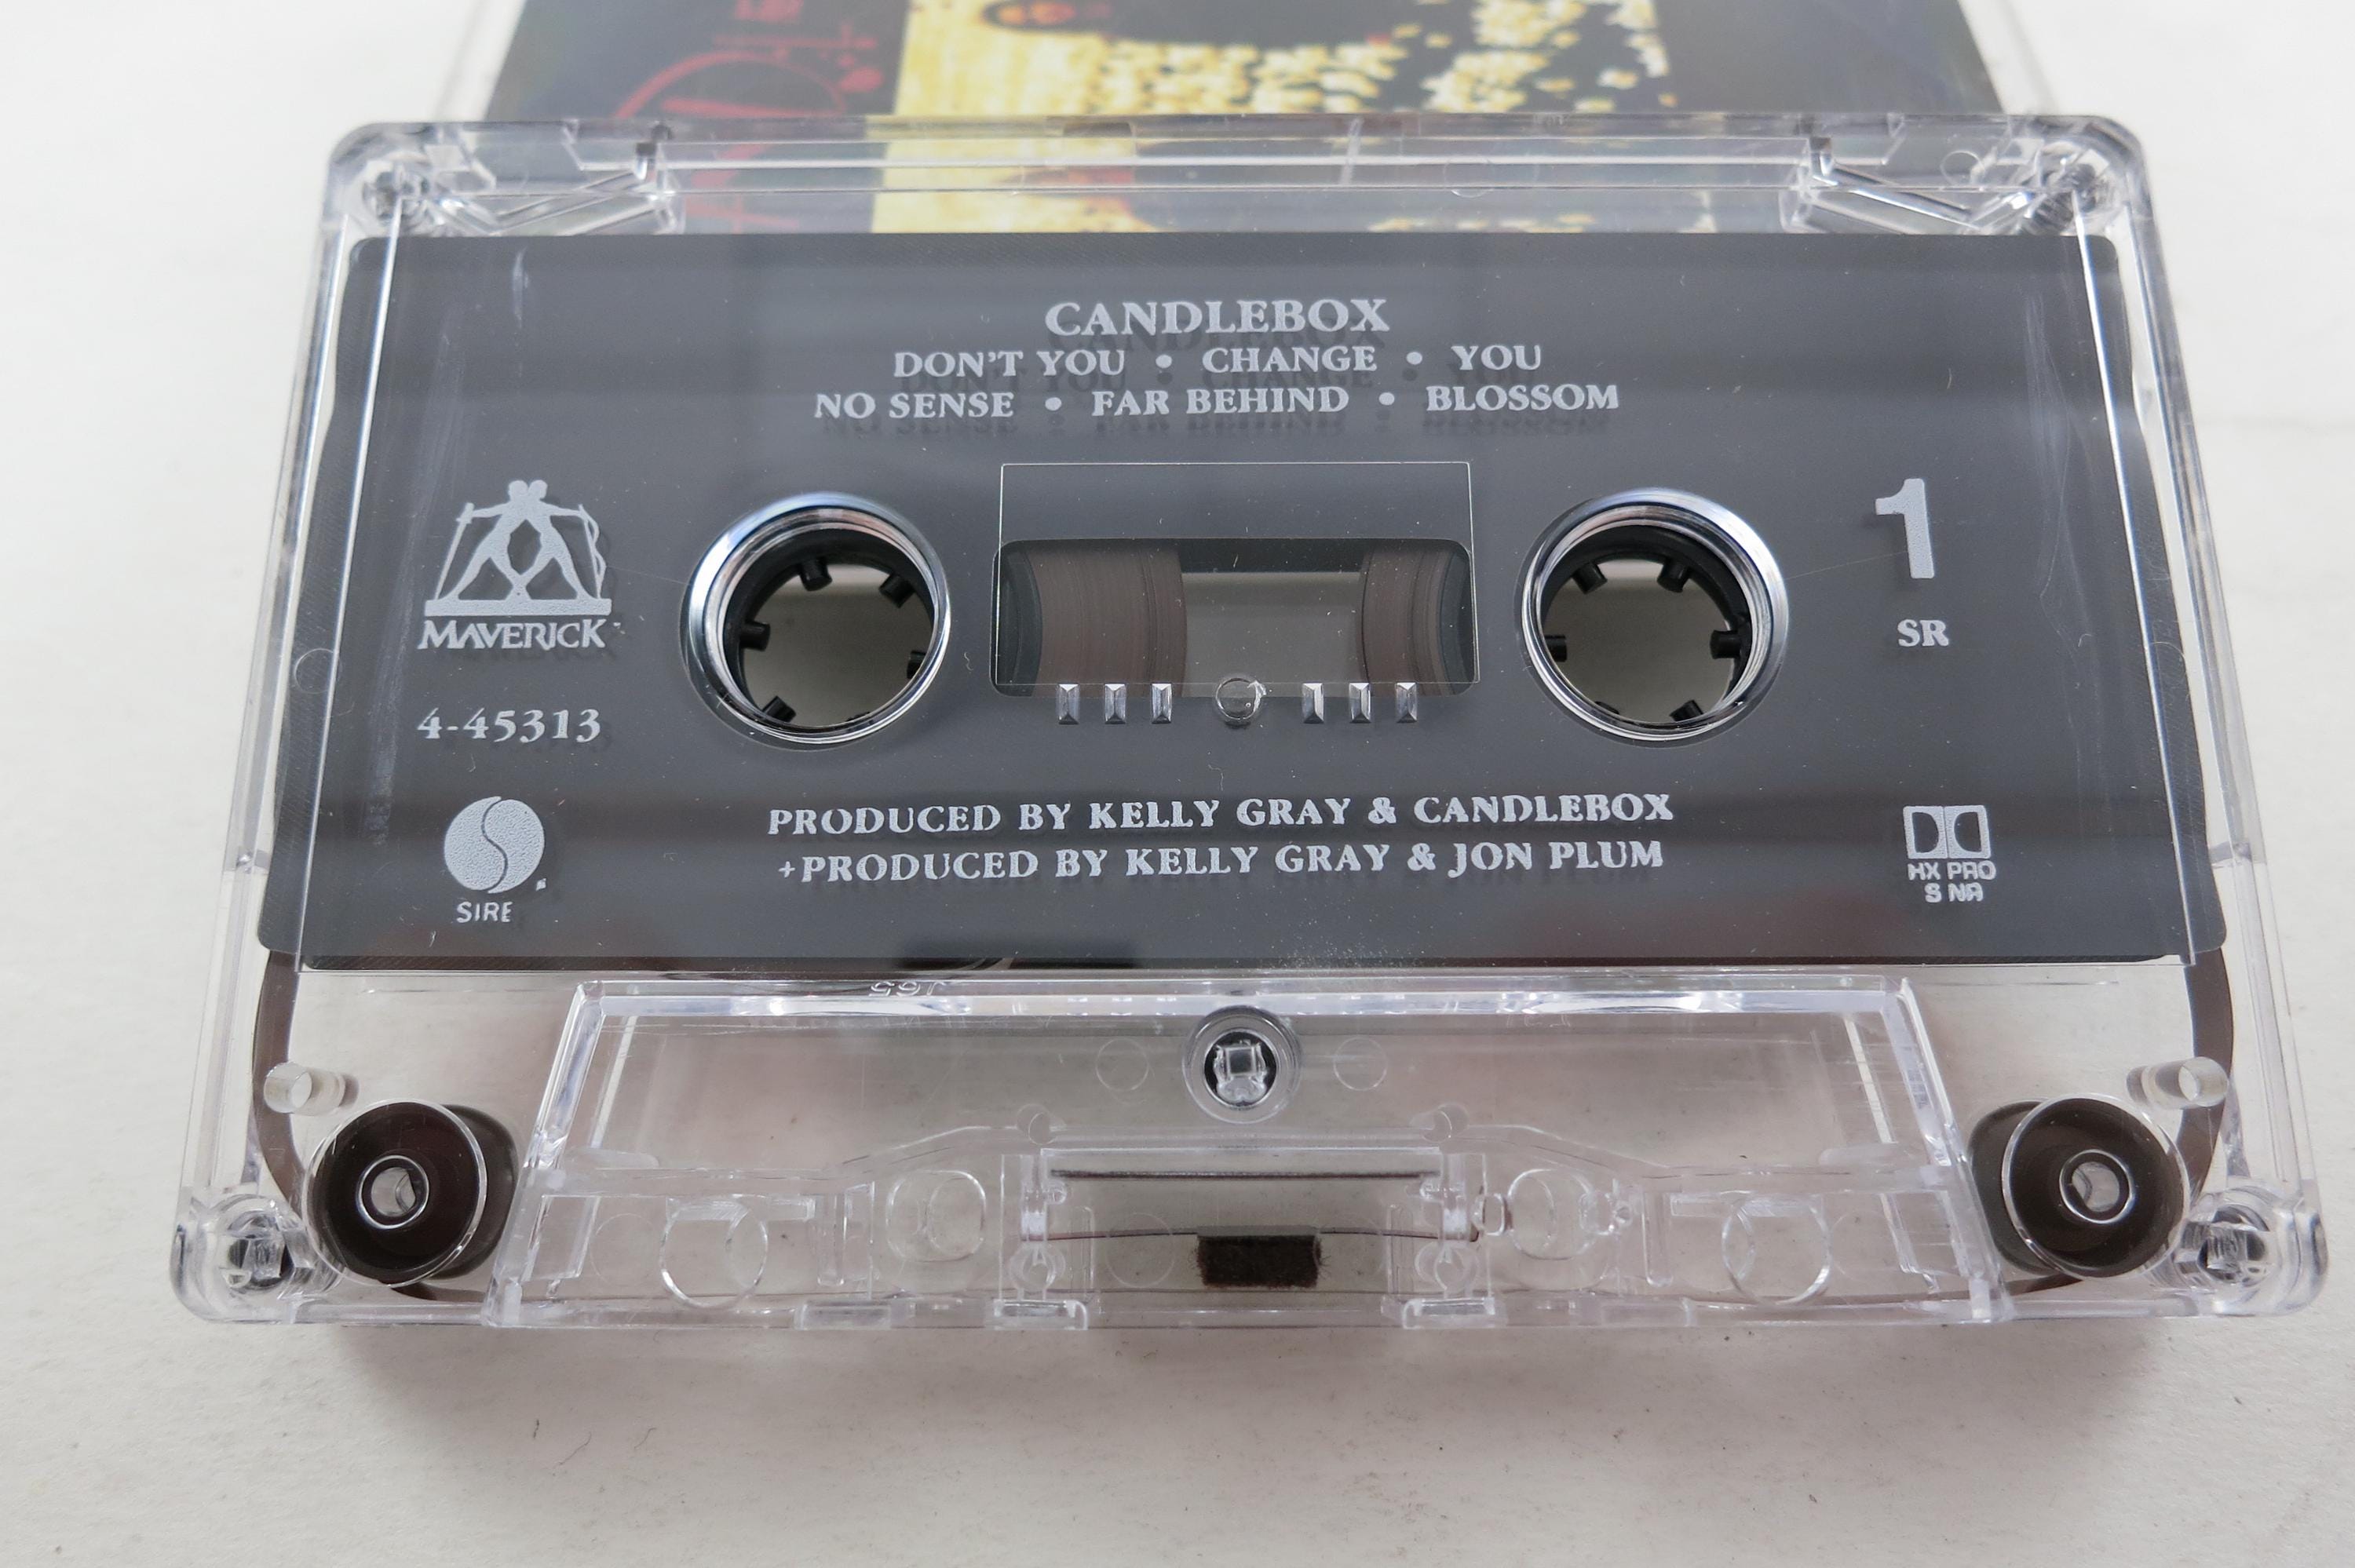 CANDLEBOX
DON'T YOU • CHANGE • YOU
NO SENSE • FAR BEHIND • BLOSSOM
1
MAVERICK
SR
4-45313
PRODUCED BY KELLY GRAY & CANDLEBOX
+PRODUCED BY KELLY GRAY & JON PLUM
HX PRO
S NR
SIRE
J65